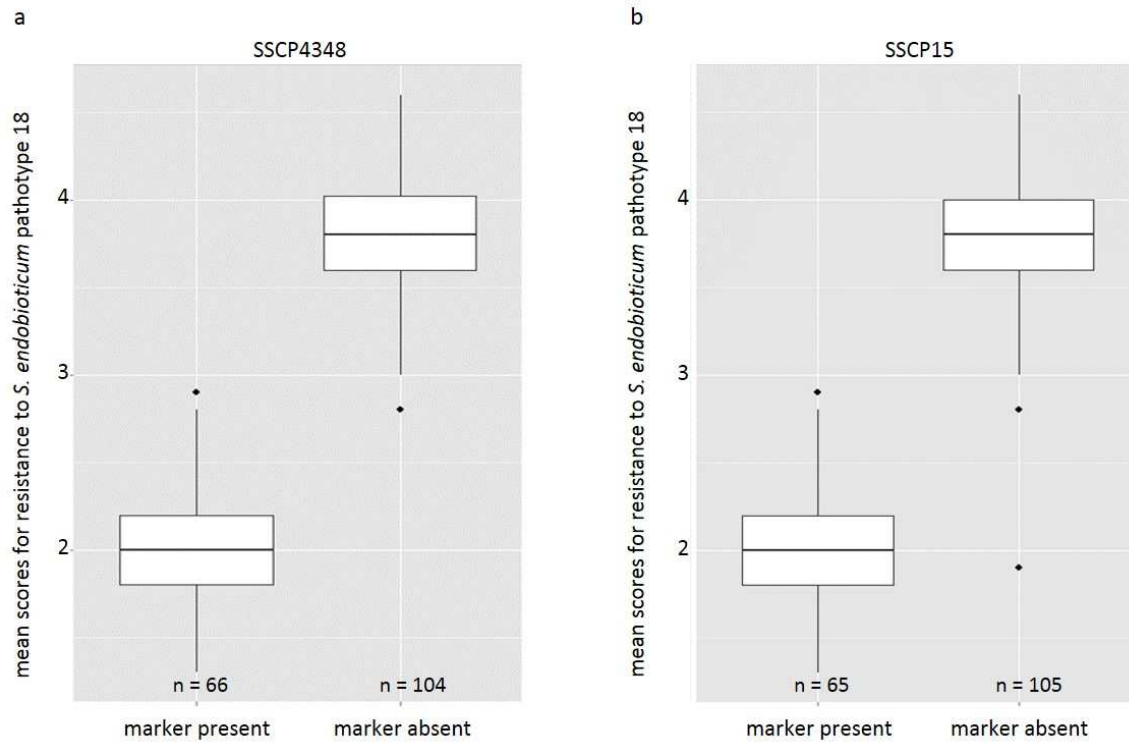 a
SSCP4348
mean scores for resistance to S. endobioticum pathotype 18
4
3
2
n = 66 n = 104
marker present marker absent
b
SSCP15
mean scores for resistance to S. endobioticum pathotype 18
4
3
2
n = 65 n = 105
marker present marker absent